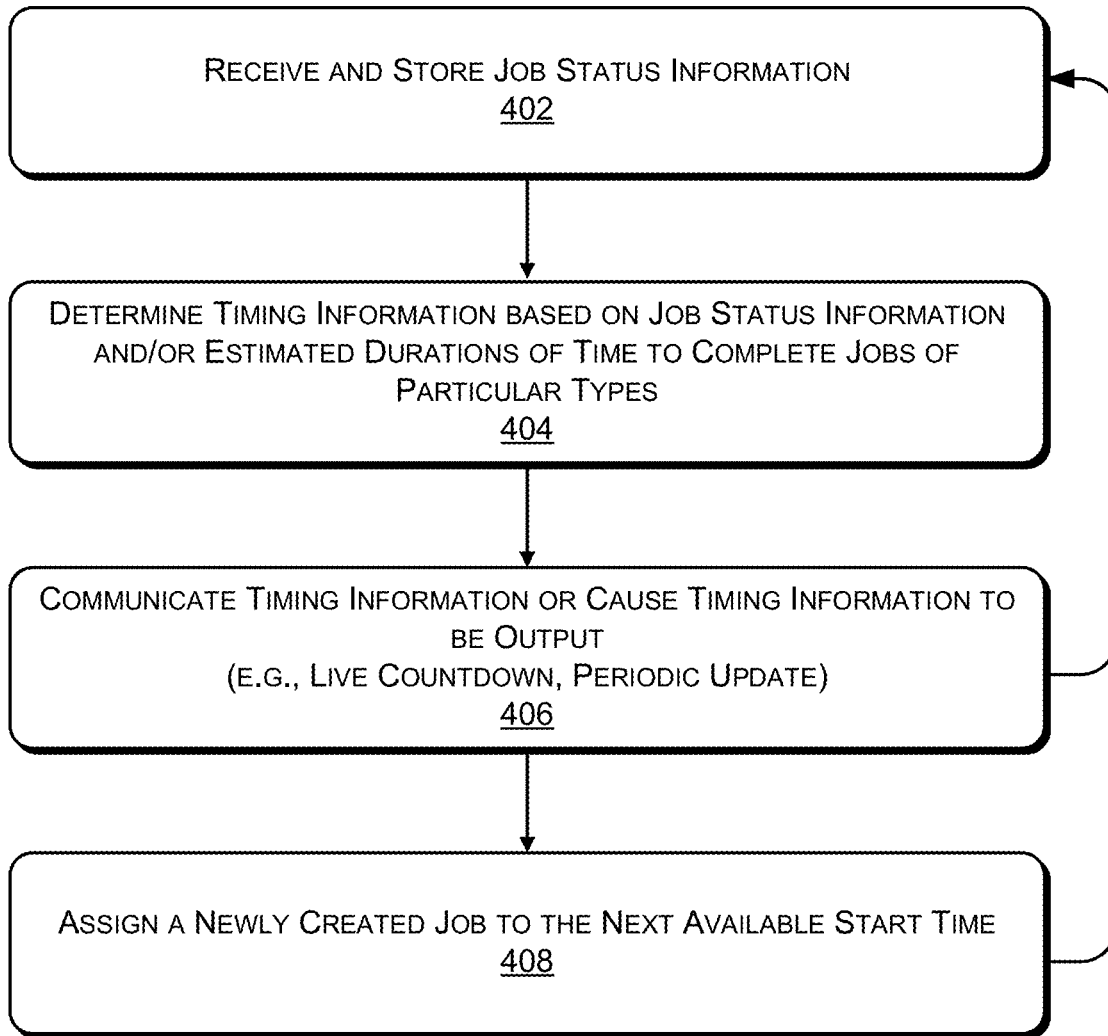 RECEIVE AND STORE JOB STATUS INFORMATION
402
DETERMINE TIMING INFORMATION BASED ON JOB STATUS INFORMATION
AND/OR ESTIMATED DURATIONS OF TIME TO COMPLETE JOBS OF
PARTICULAR TYPES
404
COMMUNICATE TIMING INFORMATION OR CAUSE TIMING INFORMATION TO
BE OUTPUT
(E.G., LIVE COUNTDOWN, PERIODIC UPDATE)
406
ASSIGN A NEWLY CREATED JOB TO THE NEXT AVAILABLE START TIME
408